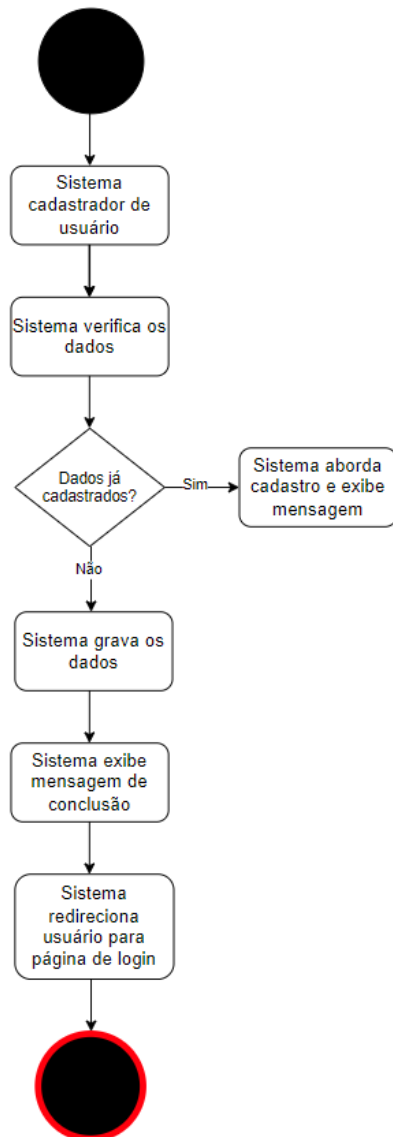 Sistema
cadastrador de
usuário
Sistema verifica os
dados
Dados já
cadastrados?
Sim
Sistema aborda
cadastro e exibe
mensagem
Não
Sistema grava os
dados
Sistema exibe
mensagem de
conclusão
Sistema
redireciona
usuário para
página de login